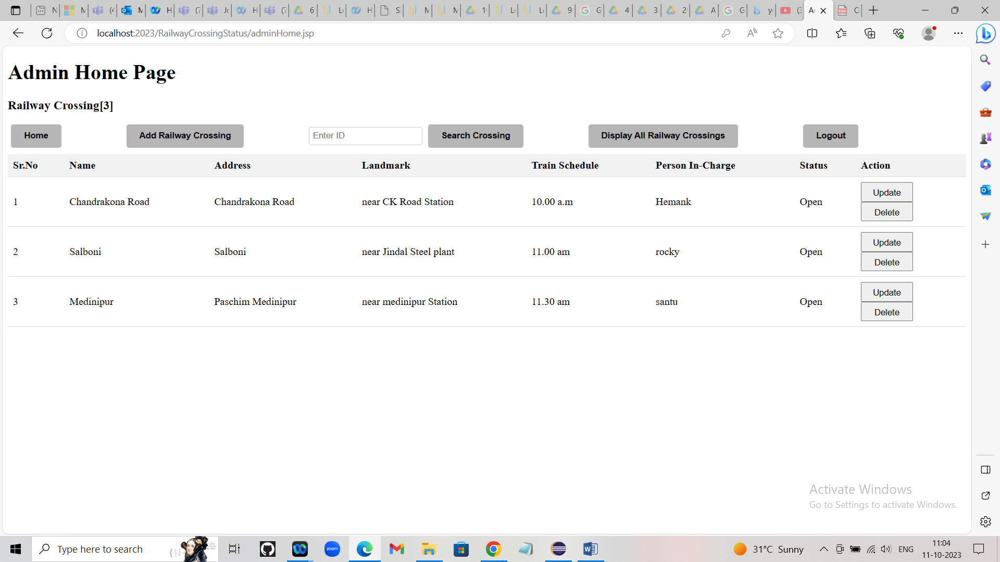 localhost:2023/RailwayCrossingStatus/adminHome.jsp
Admin Home Page
Railway Crossing[3]
Home Add Railway Crossing Enter ID Search Crossing Display All Railway Crossings Logout
Sr.No Name Address Landmark Train Schedule Person In-Charge Status Action
1 Chandrakona Road Chandrakona Road near CK Road Station 10.00 a.m Hemank Open Update
Delete
2 Salboni Salboni near Jindal Steel plant 11.00 am rocky Open Update
Delete
3 Medinipur Paschim Medinipur near medinipur Station 11.30 am santu Open Update
Delete
Activate Windows
Go to Settings to activate Windows.
Type here to search
zoom
31°C Sunny
ENG
11:04
11-10-2023